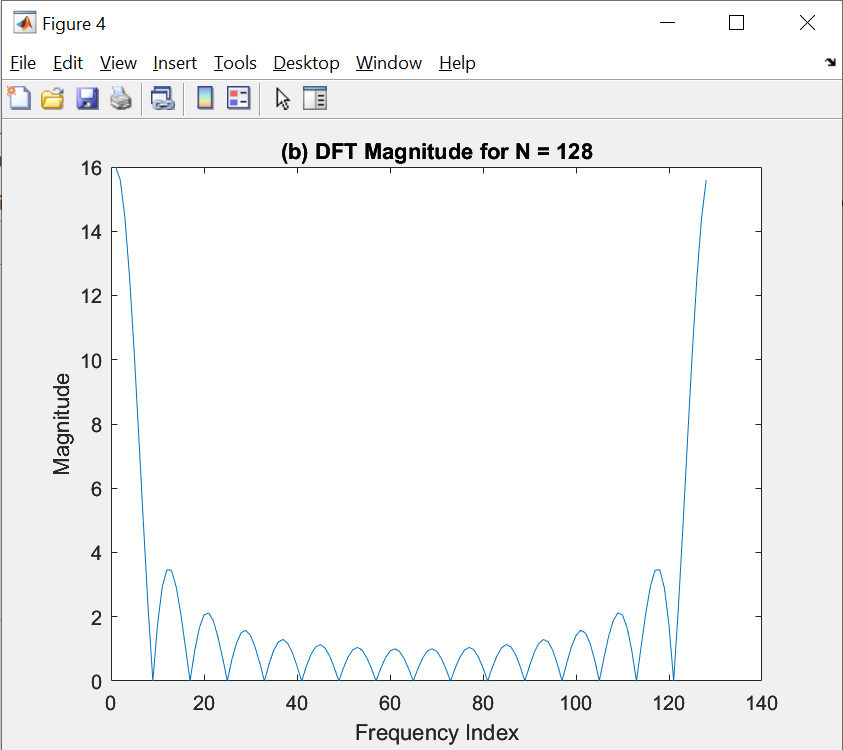 Figure 4
File Edit View Insert Tools Desktop Window Help
(b) DFT Magnitude for N = 128
16
14
12
10
8
6
4
2
0
Magnitude
0 20 40 60 80 100 120 140
Frequency Index